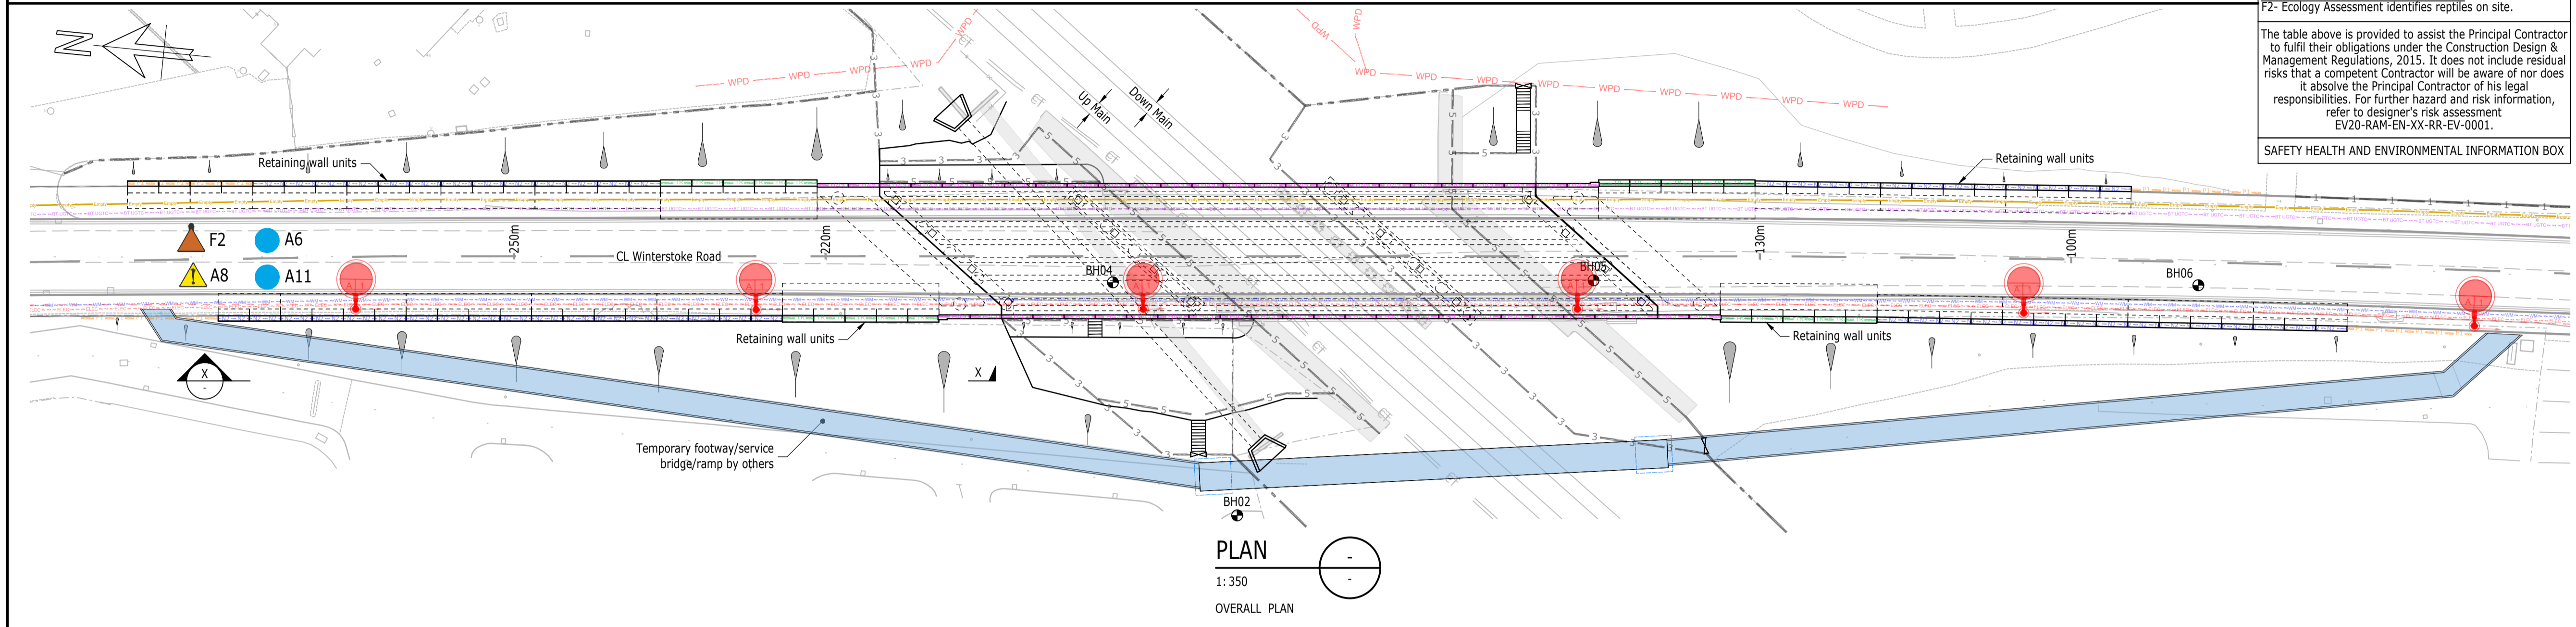 F2- Ecology Assessment identifies reptiles on site.
The table above is provided to assist the Principal Contractor
to fulfil their obligations under the Construction Design &
Management Regulations, 2015. It does not include residual
risks that a competent Contractor will be aware of nor does
it absolve the Principal Contractor of his legal
responsibilities. For further hazard and risk information,
refer to designer's risk assessment
EV20-RAM-EN-XX-RR-EV-0001.
SAFETY HEALTH AND ENVIRONMENTAL INFORMATION BOX
N
WPD WPD WPD WPD WPD
WPD WPD
WPD WPD WPD WPD WPD WPD WPD WPD WPD
Up Main
Down Main
Retaining wall units
Retaining wall units
F2
A6
A8
A11
250m
220m
130m
100m
CL Winterstoke Road
BH04
BH05
BH06
Retaining wall units
Retaining wall units
X
-
X
Temporary footway/service
bridge/ramp by others
BH02
PLAN
1:350
-
-
OVERALL PLAN